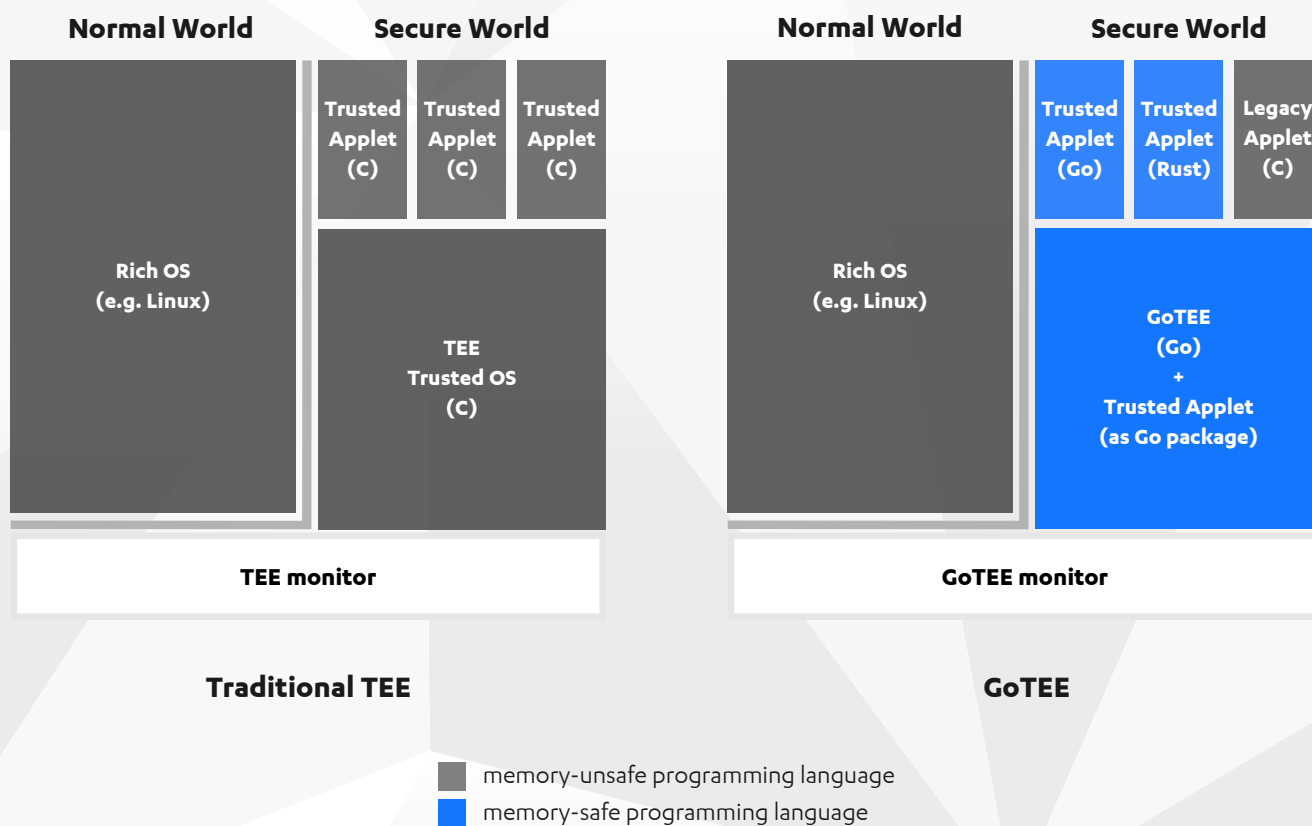 Normal World
Secure World
Trusted
Applet
(C)
Trusted
Applet
(C)
Trusted
Applet
(C)
Rich OS
(e.g. Linux)
TEE
Trusted OS
(C)
TEE monitor
Traditional TEE
Normal World
Secure World
Trusted
Applet
(Go)
Trusted
Applet
(Rust)
Legacy
Applet
(C)
Rich OS
(e.g. Linux)
GoTEE
(Go)
+
Trusted Applet
(as Go package)
GoTEE monitor
GoTEE
memory-unsafe programming language
memory-safe programming language